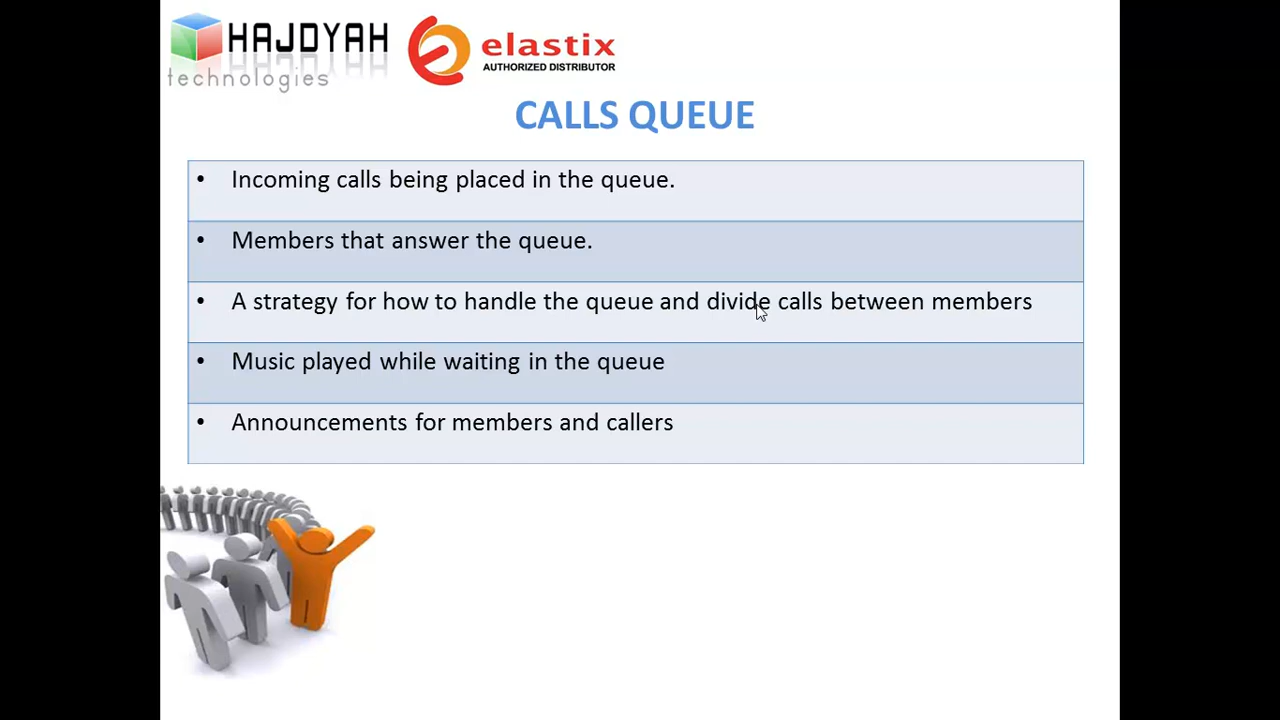 HAJDYAH
technologies
elastix
AUTHORIZED DISTRIBUTOR
CALLS QUEUE
• Incoming calls being placed in the queue.
• Members that answer the queue.
• A strategy for how to handle the queue and divide calls between members
• Music played while waiting in the queue
• Announcements for members and callers